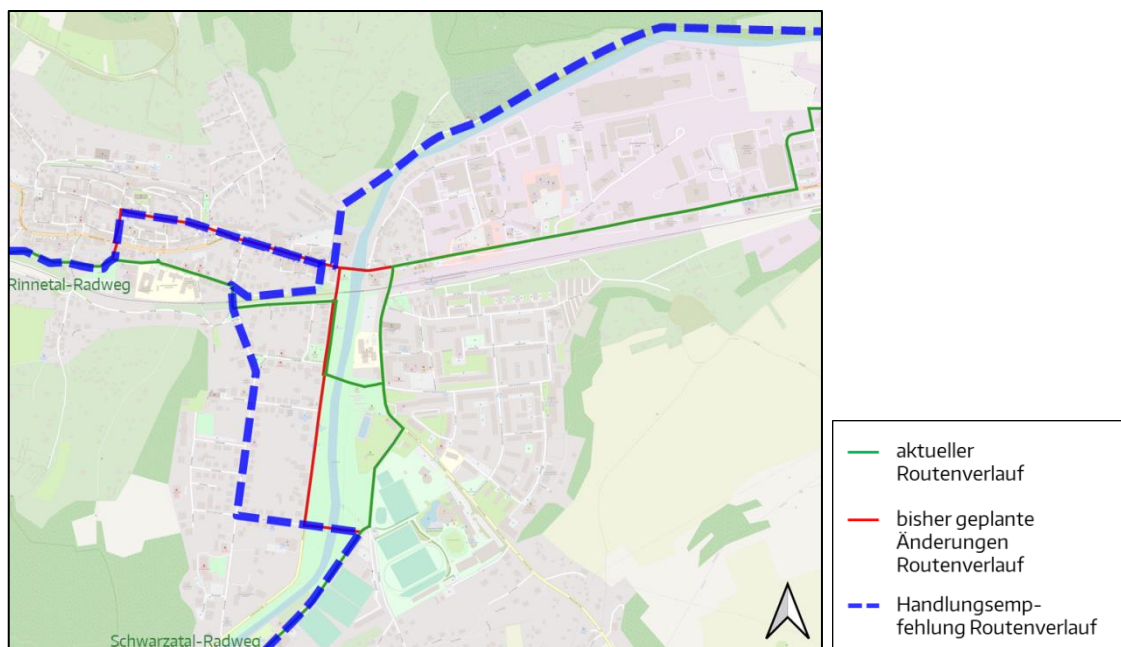 Rinnetal-Radweg
Schwarzatal-Radweg
aktueller
Routenverlauf
bisher geplante
Änderungen
Routenverlauf
Handlungsemp-
fehlung Routenverlauf